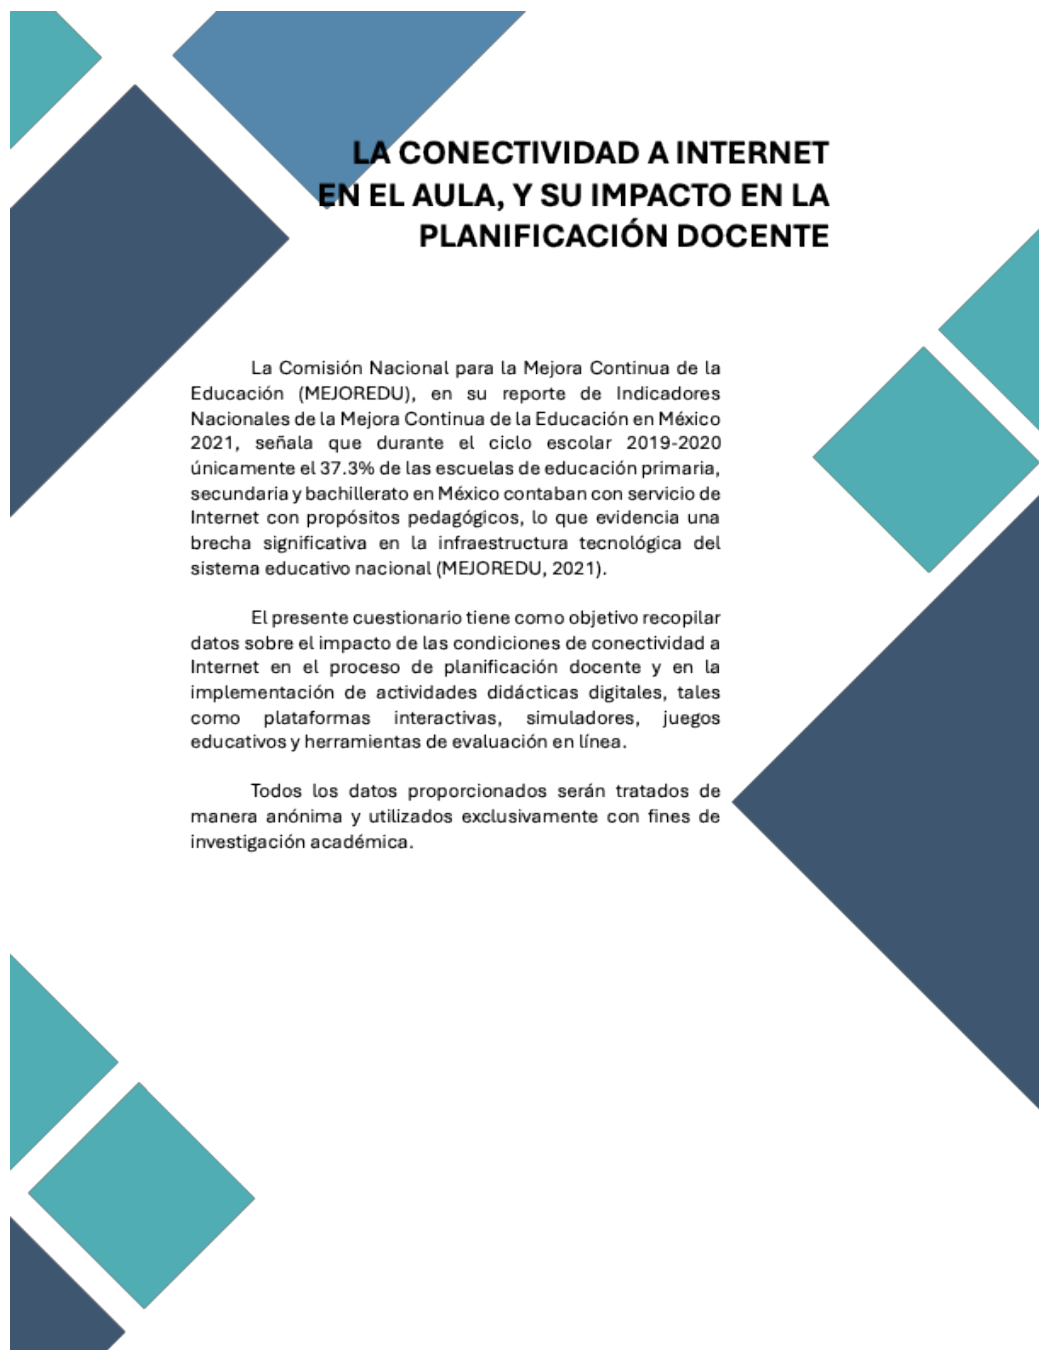 LA CONECTIVIDAD A INTERNET
EN EL AULA, Y SU IMPACTO EN LA
PLANIFICACIÓN DOCENTE
La Comisión Nacional para la Mejora Continua de la
Educación (MEJOREDU), en su reporte de Indicadores
Nacionales de la Mejora Continua de la Educación en México
2021, señala que durante el ciclo escolar 2019-2020
únicamente el 37.3% de las escuelas de educación primaria,
secundaria y bachillerato en México contaban con servicio de
Internet con propósitos pedagógicos, lo que evidencia una
brecha significativa en la infraestructura tecnológica del
sistema educativo nacional (MEJOREDU, 2021).
El presente cuestionario tiene como objetivo recopilar
datos sobre el impacto de las condiciones de conectividad a
Internet en el proceso de planificación docente y en la
implementación de actividades didácticas digitales, tales
como plataformas interactivas, simuladores, juegos
educativos y herramientas de evaluación en línea.
Todos los datos proporcionados serán tratados de
manera anónima y utilizados exclusivamente con fines de
investigación académica.